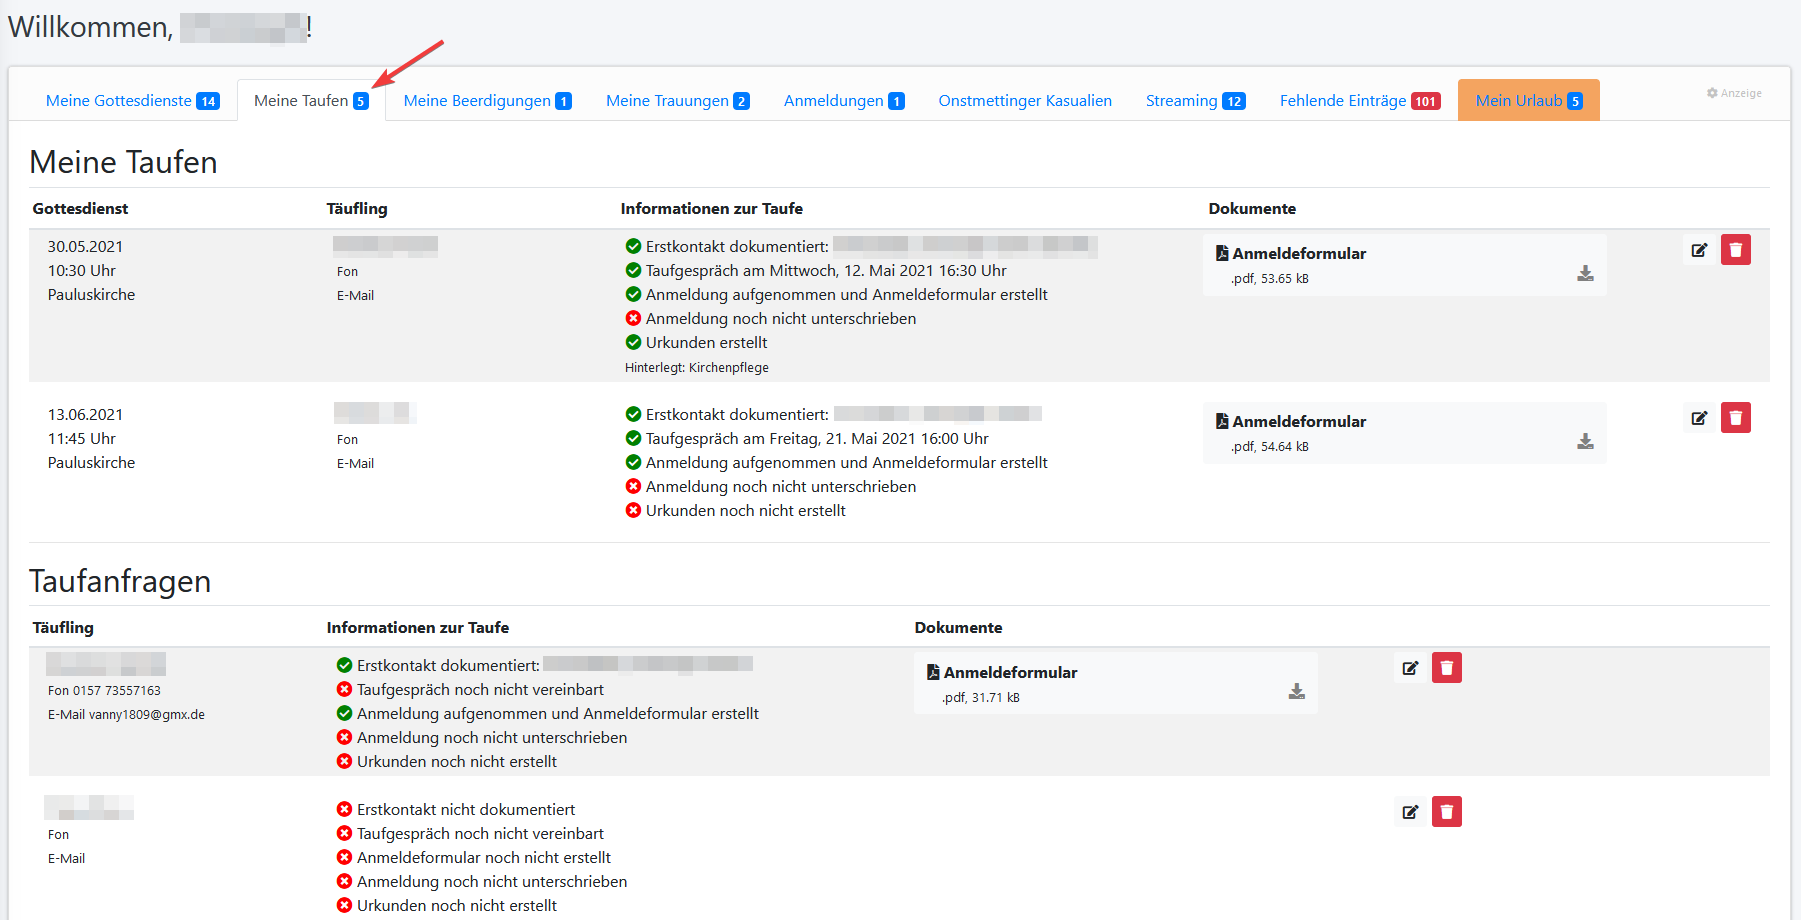 Willkommen, !
Meine Gottesdienste 14 Meine Taufen 5 Meine Beerdigungen 1 Meine Trauungen 2 Anmeldungen 1 Onstmettinger Kasualien Streaming 12 Fehlende Einträge 101 Mein Urlaub 5 Anzeige
Meine Taufen
Gottesdienst Täufling Informationen zur Taufe Dokumente
30.05.2021
10:30 Uhr
Pauluskirche
Fon
E-Mail
Erstkontakt dokumentiert:
Taufgespräch am Mittwoch, 12. Mai 2021 16:30 Uhr
Anmeldung aufgenommen und Anmeldeformular erstellt
Anmeldung noch nicht unterschrieben
Urkunden erstellt
Hinterlegt: Kirchenpflege
Anmeldeformular
.pdf, 53.65 kB
13.06.2021
11:45 Uhr
Pauluskirche
Fon
E-Mail
Erstkontakt dokumentiert:
Taufgespräch am Freitag, 21. Mai 2021 16:00 Uhr
Anmeldung aufgenommen und Anmeldeformular erstellt
Anmeldung noch nicht unterschrieben
Urkunden noch nicht erstellt
Anmeldeformular
.pdf, 54.64 kB
Taufanfragen
Täufling Informationen zur Taufe Dokumente
Fon 0157 73557163
E-Mail vanny1809@gmx.de
Erstkontakt dokumentiert:
Taufgespräch noch nicht vereinbart
Anmeldung aufgenommen und Anmeldeformular erstellt
Anmeldung noch nicht unterschrieben
Urkunden noch nicht erstellt
Anmeldeformular
.pdf, 31.71 kB
Fon
E-Mail
Erstkontakt nicht dokumentiert
Taufgespräch noch nicht vereinbart
Anmeldeformular noch nicht erstellt
Anmeldung noch nicht unterschrieben
Urkunden noch nicht erstellt